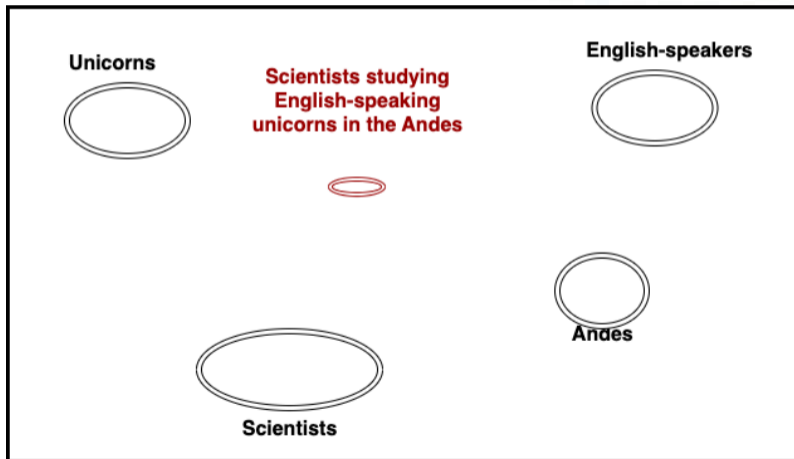 Unicorns
English-speakers
Scientists studying
English-speaking
unicorns in the Andes
Andes
Scientists